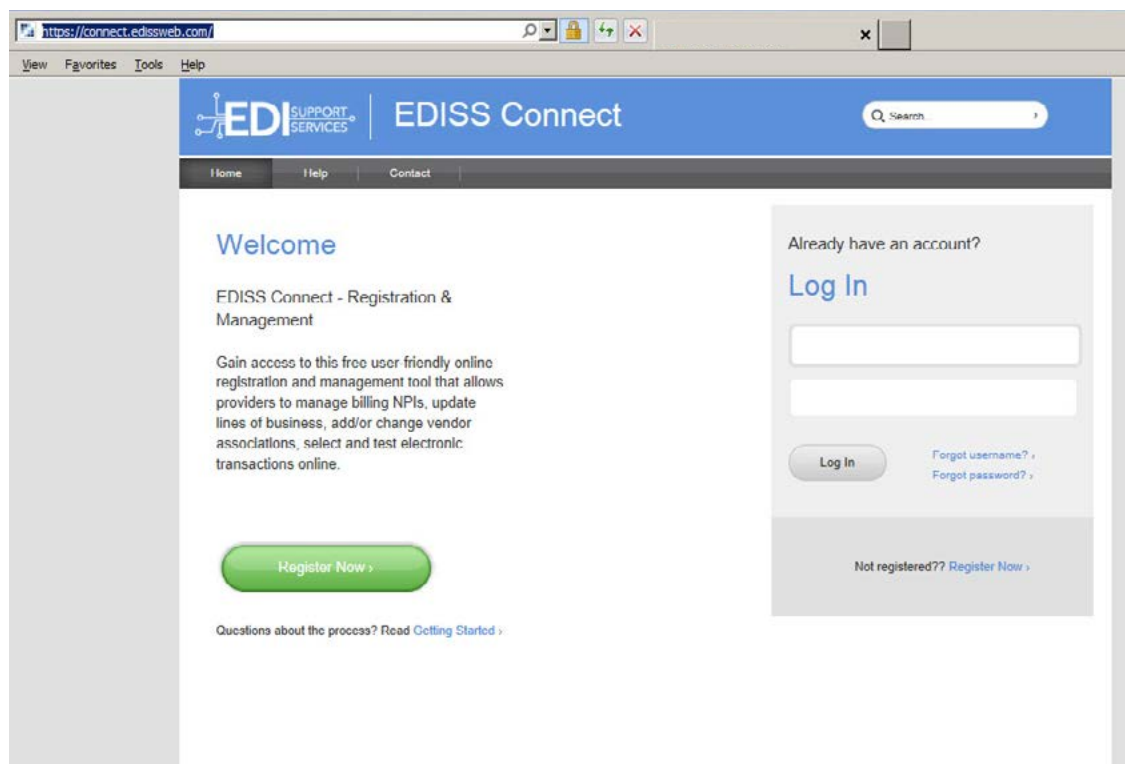 https://connect.edissweb.com/
View Favorites Tools Help
EDI SUPPORT SERVICES EDISS Connect
Search...
Home Help Contact
Welcome
EDISS Connect - Registration &
Management
Gain access to this free user-friendly online
registration and management tool that allows
providers to manage billing NPIs, update
lines of business, add/or change vendor
associations, select and test electronic
transactions online.
Register Now ›
Questions about the process? Read Getting Started ›
Already have an account?
Log In
Log In
Forgot username? ›
Forgot password? ›
Not registered?? Register Now ›